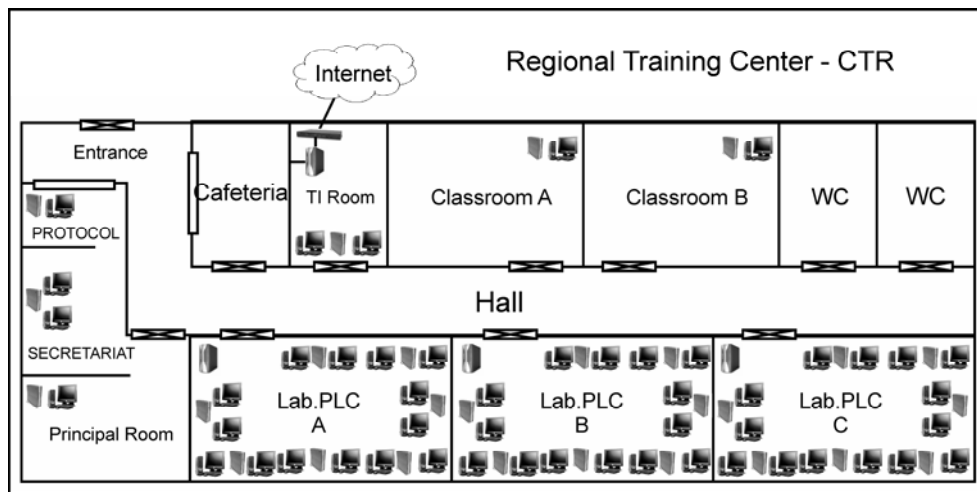 Regional Training Center - CTR
Internet
Entrance
Cafeteria
TI Room
Classroom A
Classroom B
WC
WC
PROTOCOL
Hall
SECRETARIAT
Principal Room
Lab.PLC
A
Lab.PLC
B
Lab.PLC
C